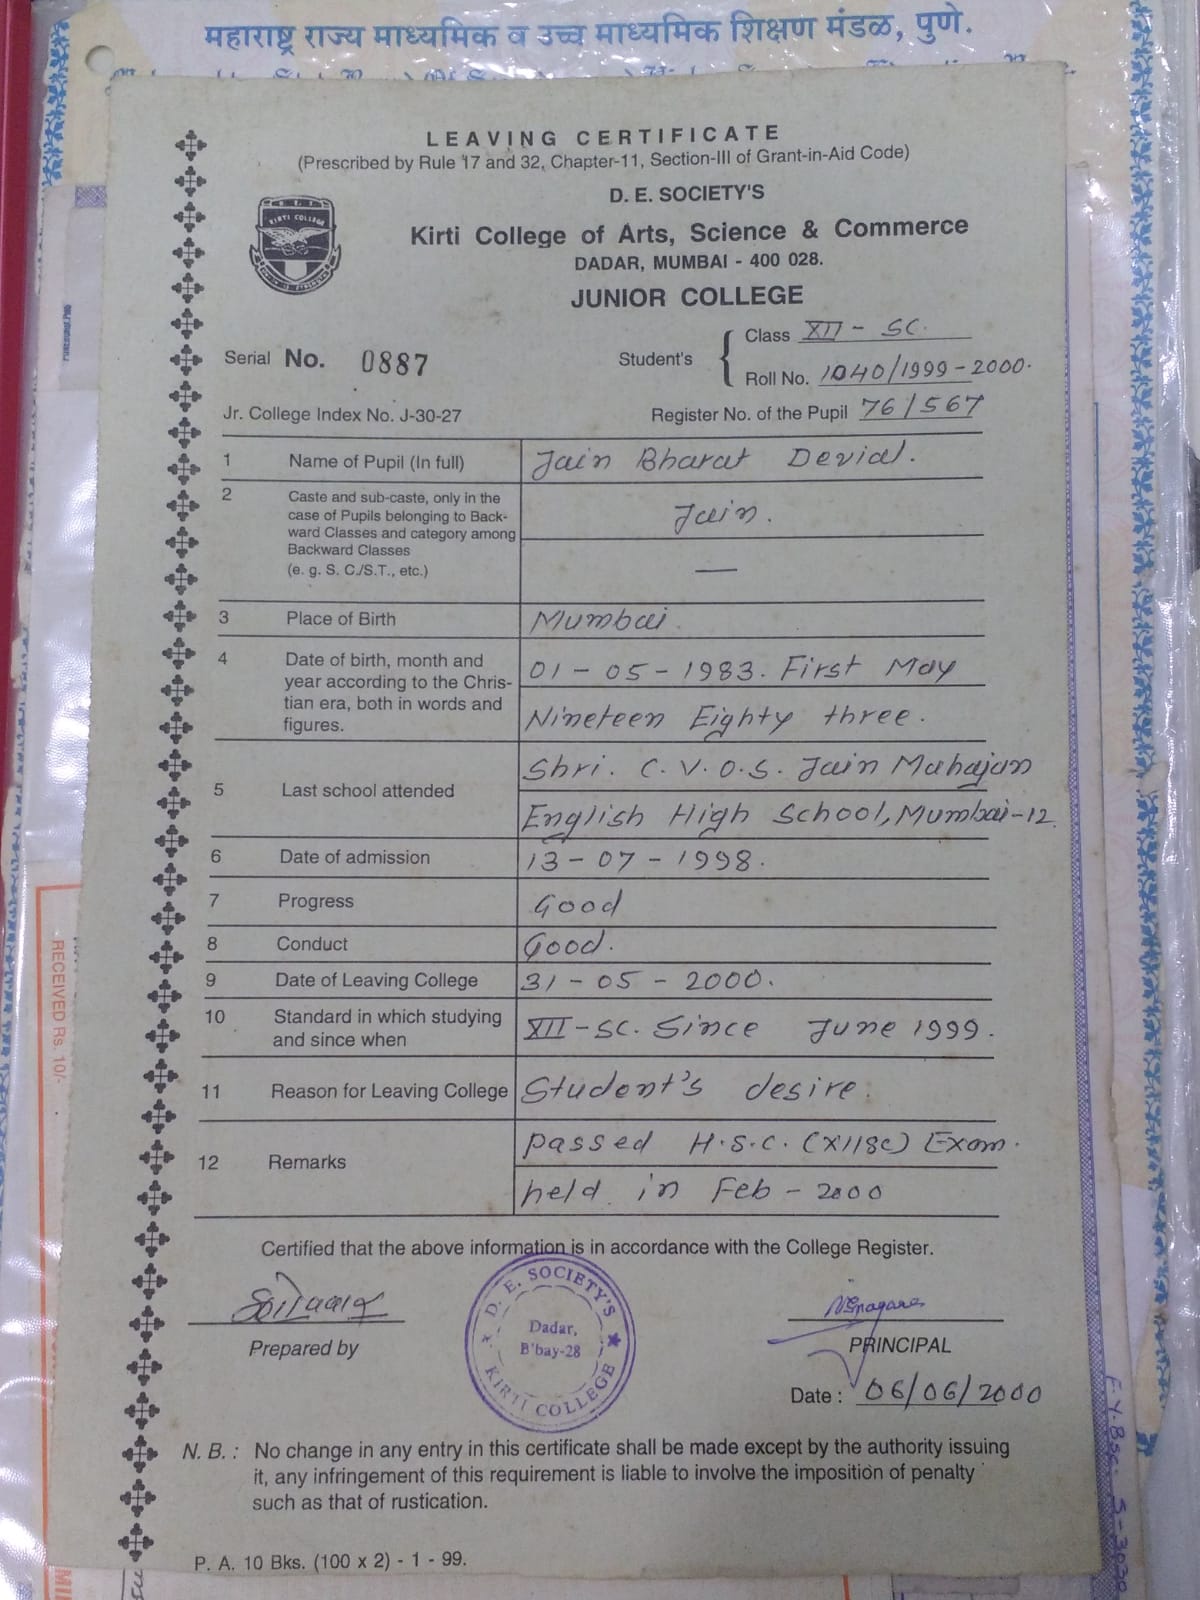 महाराष्ट्र राज्य माध्यमिक व उच्च माध्यमिक शिक्षण मंडळ, पुणे.
LEAVING CERTIFICATE
(Prescribed by Rule 17 and 32, Chapter-11, Section-III of Grant-in-Aid Code)
D. E. SOCIETY'S
KIRTI COLLEGE
Kirti College of Arts, Science & Commerce
DADAR, MUMBAI - 400 028.
JUNIOR COLLEGE
Serial No. 0887
Student's
Class XII - SC.
Roll No. 1040/1999-2000.
Jr. College Index No. J-30-27
Register No. of the Pupil 76/567
1 Name of Pupil (In full) Jain Bharat Devial.
2 Caste and sub-caste, only in the
case of Pupils belonging to Back-
ward Classes and category among
Backward Classes
(e. g. S. C./S.T., etc.)
Jain.
—
3 Place of Birth Mumbai.
4 Date of birth, month and
year according to the Chris-
tian era, both in words and
figures.
01 - 05 - 1983. First May
Nineteen Eighty three.
5 Last school attended
Shri. C. V. O. S. Jain Mahajan
English High School, Mumbai-12.
6 Date of admission 13 - 07 - 1998.
7 Progress Good
8 Conduct Good.
9 Date of Leaving College 31 - 05 - 2000.
10 Standard in which studying
and since when
XII-SC. Since June 1999.
11 Reason for Leaving College Student's desire.
12 Remarks
passed H.S.C. (XIISC) Exam.
held in Feb - 2000
Certified that the above information is in accordance with the College Register.
D. E. SOCIETY'S
Dadar,
B'bay-28
KIRTI COLLEGE
Prepared by
PRINCIPAL
Date : 06/06/2000
N. B. : No change in any entry in this certificate shall be made except by the authority issuing
it, any infringement of this requirement is liable to involve the imposition of penalty
such as that of rustication.
P. A. 10 Bks. (100 x 2) - 1 - 99.
RECEIVED Rs. 10/-
F.Y.BSc.